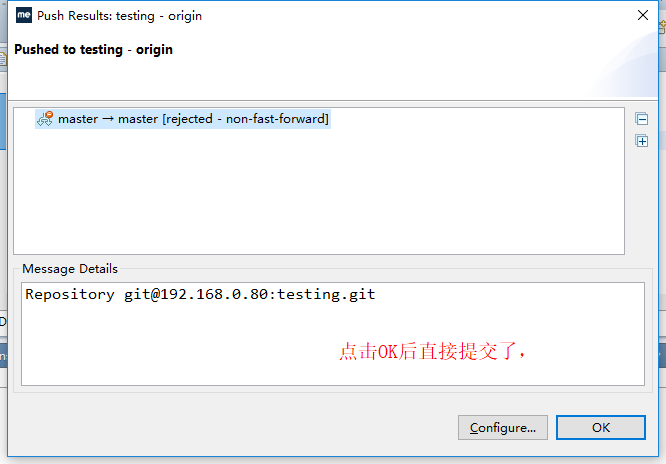 me Push Results: testing - origin
Pushed to testing - origin
master → master [rejected - non-fast-forward]
Message Details
Repository git@192.168.0.80:testing.git
点击OK后直接提交了，
Configure...
OK